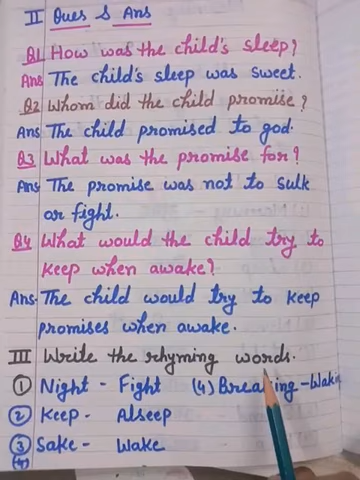 II Ques & Ans
Q1 How was the child's sleep?
Ans The child's sleep was sweet.
Q2 Whom did the child promise?
Ans The child promised to god.
Q3 What was the promise for?
Ans The promise was not to sulk
or fight.
Q4 What would the child try to
keep when awake?
Ans. The child would try to keep
promises when awake.
III Write the rhyming words.
① Night - Fight (4) Breaking - Wakin
② Keep - Alseep
③ Sake - Wake
(4)